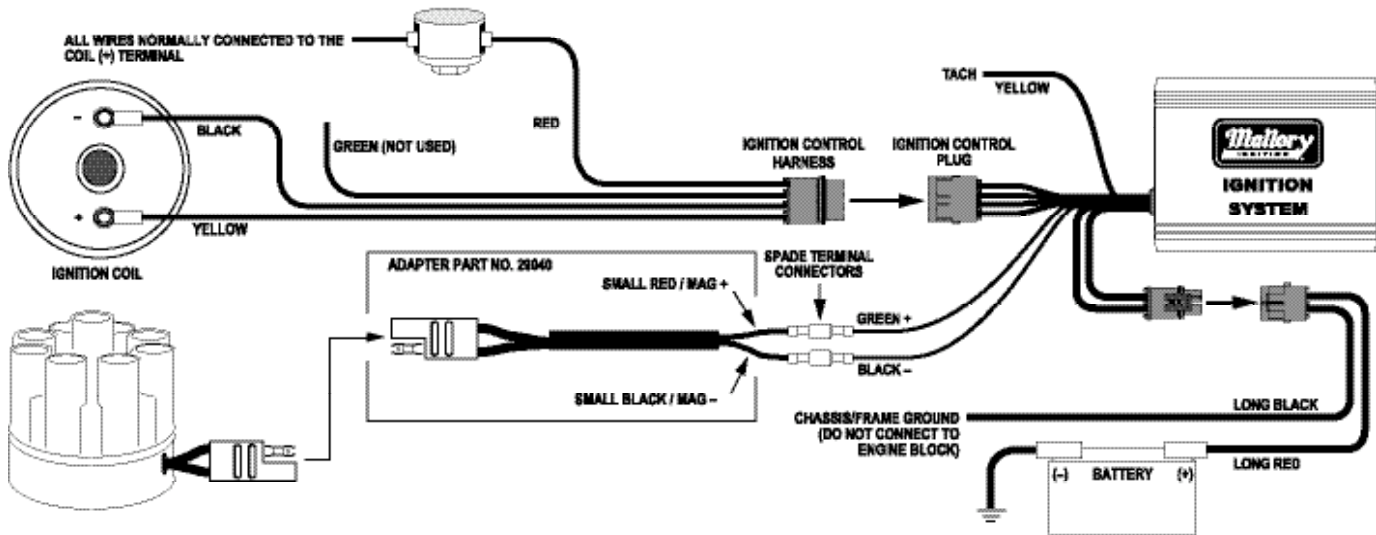 ALL WIRES NORMALLY CONNECTED TO THE
COIL (+) TERMINAL
TACH
YELLOW
-
BLACK
GREEN (NOT USED)
RED
IGNITION CONTROL
HARNESS
IGNITION CONTROL
PLUG
Mallory
IGNITION
IGNITION
SYSTEM
+
YELLOW
IGNITION COIL
ADAPTER PART NO. 29040
SMALL RED / MAG +
SPADE TERMINAL
CONNECTORS
GREEN +
BLACK –
SMALL BLACK / MAG –
CHASSIS/FRAME GROUND
(DO NOT CONNECT TO
ENGINE BLOCK)
LONG BLACK
LONG RED
(–) BATTERY (+)